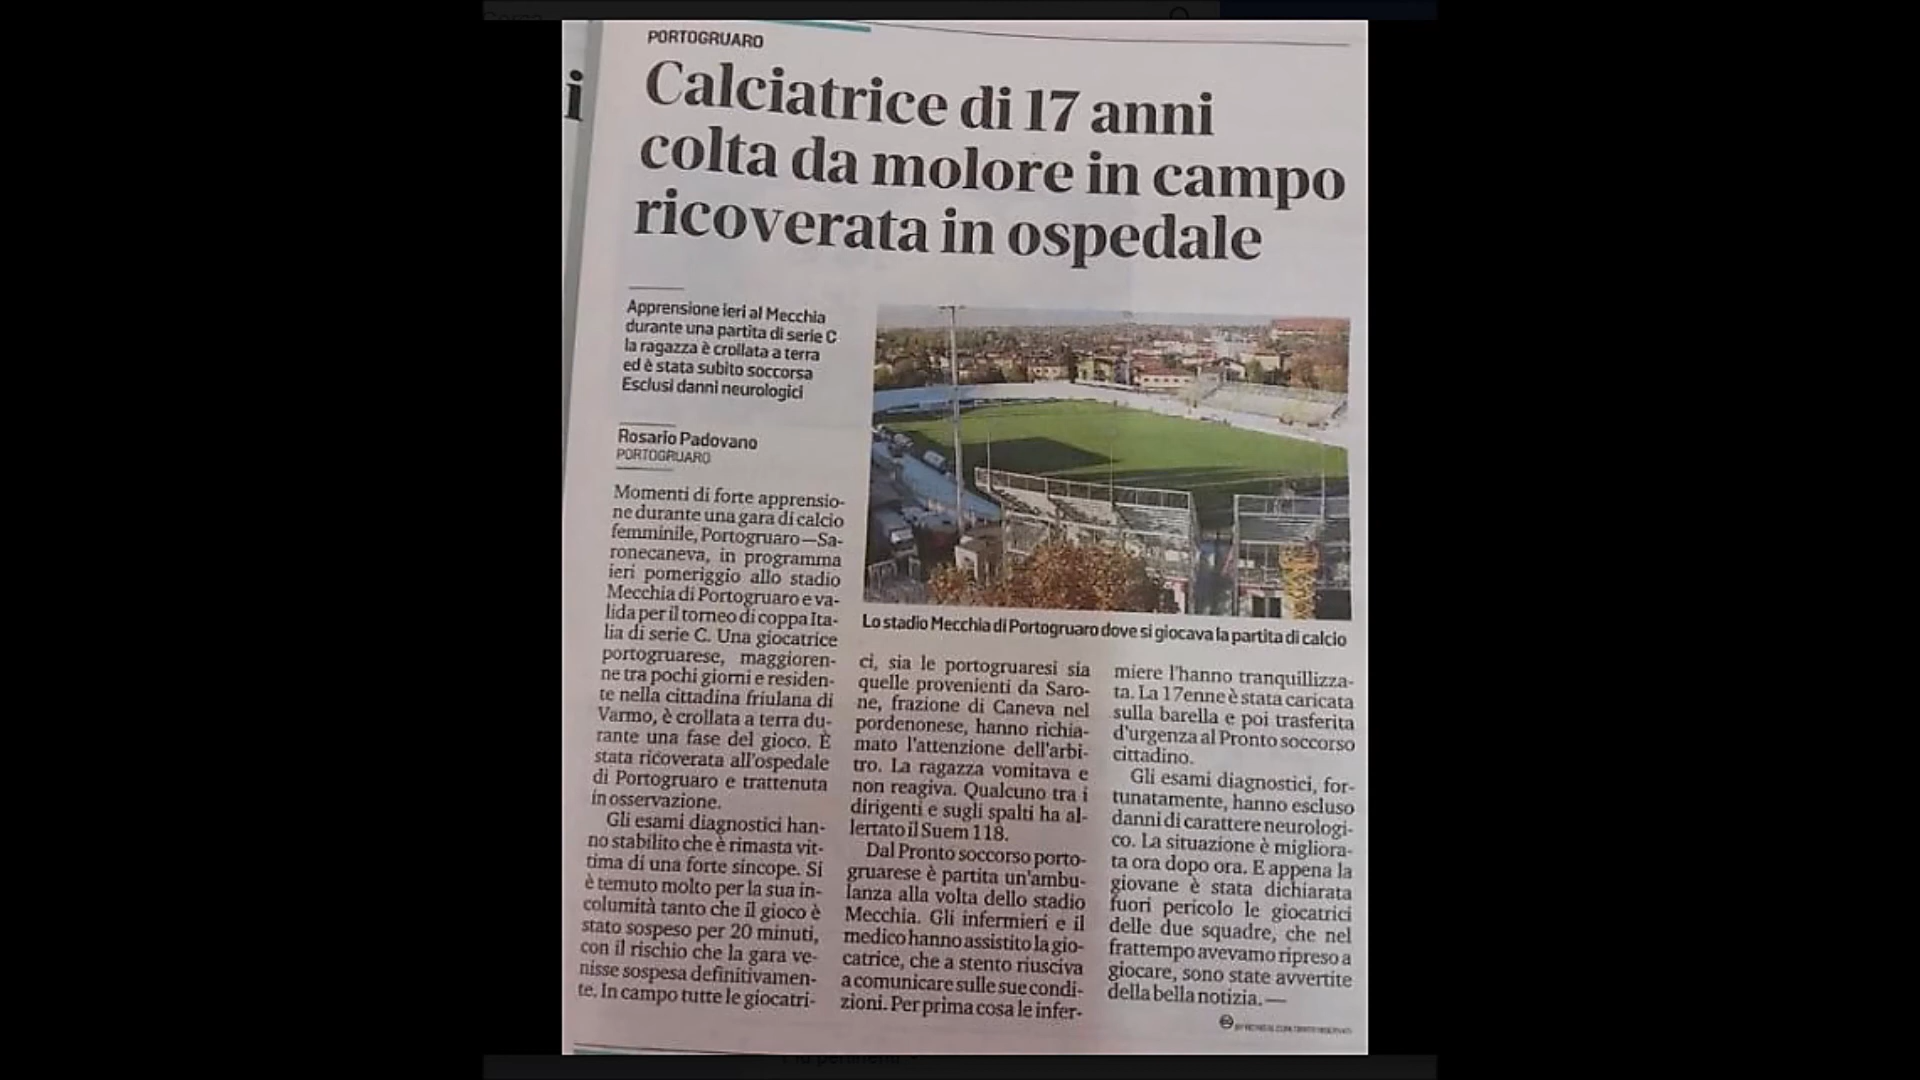 PORTOGRUARO
Calciatrice di 17 anni
colta da molore in campo
ricoverata in ospedale
i
Apprensione ieri al Mecchia
durante una partita di serie C
la ragazza è crollata a terra
ed è stata subito soccorsa
Esclusi danni neurologici
Rosario Padovano
PORTOGRUARO
Momenti di forte apprensio-
ne durante una gara di calcio
femminile, Portogruaro—Sa-
ronecaneva, in programma
ieri pomeriggio allo stadio
Mecchia di Portogruaro e va-
lida per il torneo di coppa Ita-
lia di serie C. Una giocatrice
portogruarese, maggioren-
ne tra pochi giorni e residen-
te nella cittadina friulana di
Varmo, è crollata a terra du-
rante una fase del gioco. È
stata ricoverata all'ospedale
di Portogruaro e trattenuta
in osservazione.
Gli esami diagnostici han-
no stabilito che è rimasta vit-
tima di una forte sincope. Si
è temuto molto per la sua in-
columità tanto che il gioco è
stato sospeso per 20 minuti,
con il rischio che la gara ve-
nisse sospesa definitivamen-
te. In campo tutte le giocatri-
Lo stadio Mecchia di Portogruaro dove si giocava la partita di calcio
ci, sia le portogruaresi sia
quelle provenienti da Saro-
ne, frazione di Caneva nel
pordenonese, hanno richia-
mato l'attenzione dell'arbi-
tro. La ragazza vomitava e
non reagiva. Qualcuno tra i
dirigenti e sugli spalti ha al-
lertato il Suem 118.
Dal Pronto soccorso porto-
gruarese è partita un'ambu-
lanza alla volta dello stadio
Mecchia. Gli infermieri e il
medico hanno assistito la gio-
catrice, che a stento riusciva
a comunicare sulle sue condi-
zioni. Per prima cosa le infer-
miere l'hanno tranquillizza-
ta. La 17enne è stata caricata
sulla barella e poi trasferita
d'urgenza al Pronto soccorso
cittadino.
Gli esami diagnostici, for-
tunatamente, hanno escluso
danni di carattere neurologi-
co. La situazione è migliora-
ta ora dopo ora. E appena la
giovane è stata dichiarata
fuori pericolo le giocatrici
delle due squadre, che nel
frattempo avevamo ripreso a
giocare, sono state avvertite
della bella notizia.—